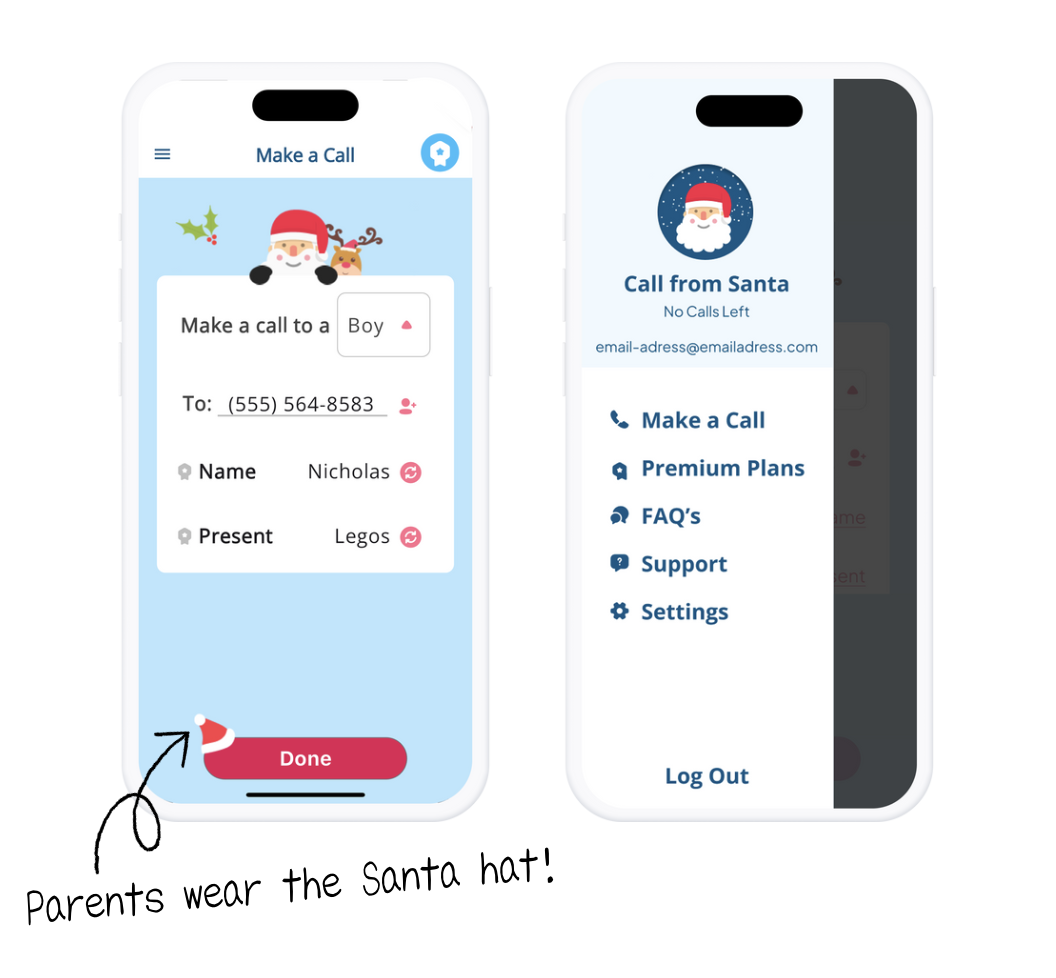 Make a Call
Make a call to a Boy
To: (555) 564-8583
Name Nicholas
Present Legos
Done
Parents wear the Santa hat!
Call from Santa
No Calls Left
email-adress@emailadress.com
Make a Call
Premium Plans
FAQ’s
Support
?
Settings
Log Out
me
ent